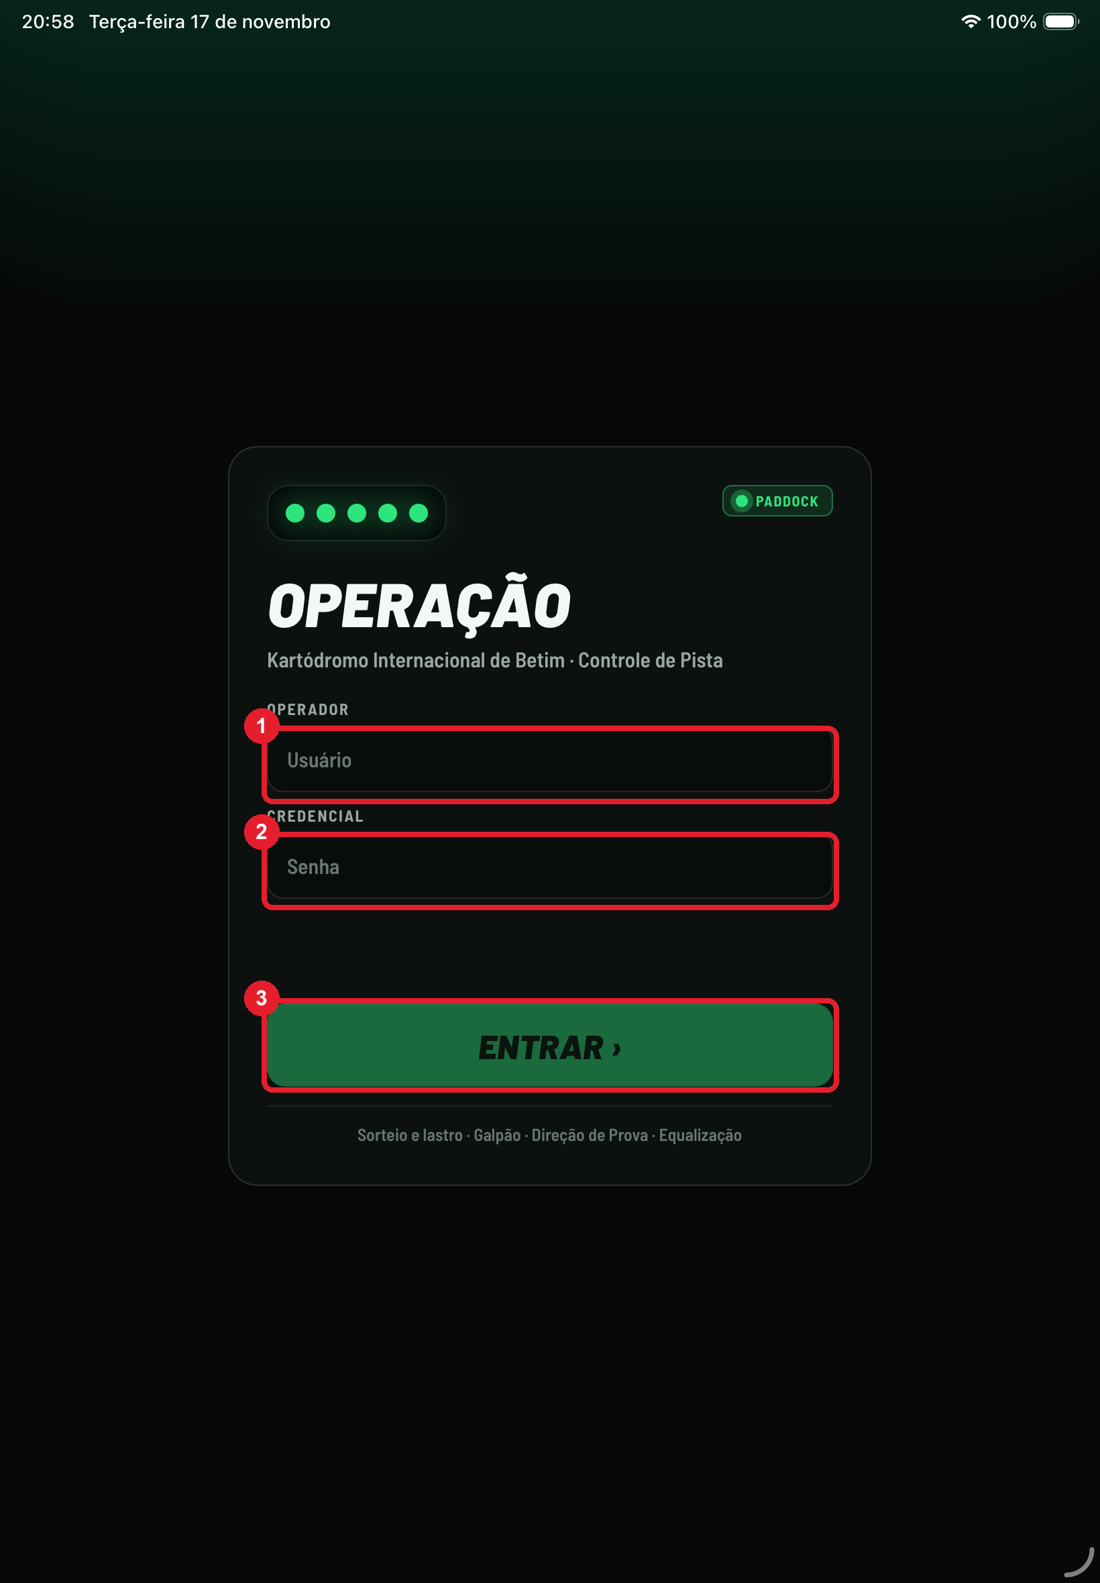 20:58 Terça-feira 17 de novembro 100%
PADDOCK
OPERAÇÃO
Kartódromo Internacional de Betim · Controle de Pista
OPERADOR
1
Usuário
CREDENCIAL
2
Senha
3
ENTRAR ›
Sorteio e lastro · Galpão · Direção de Prova · Equalização